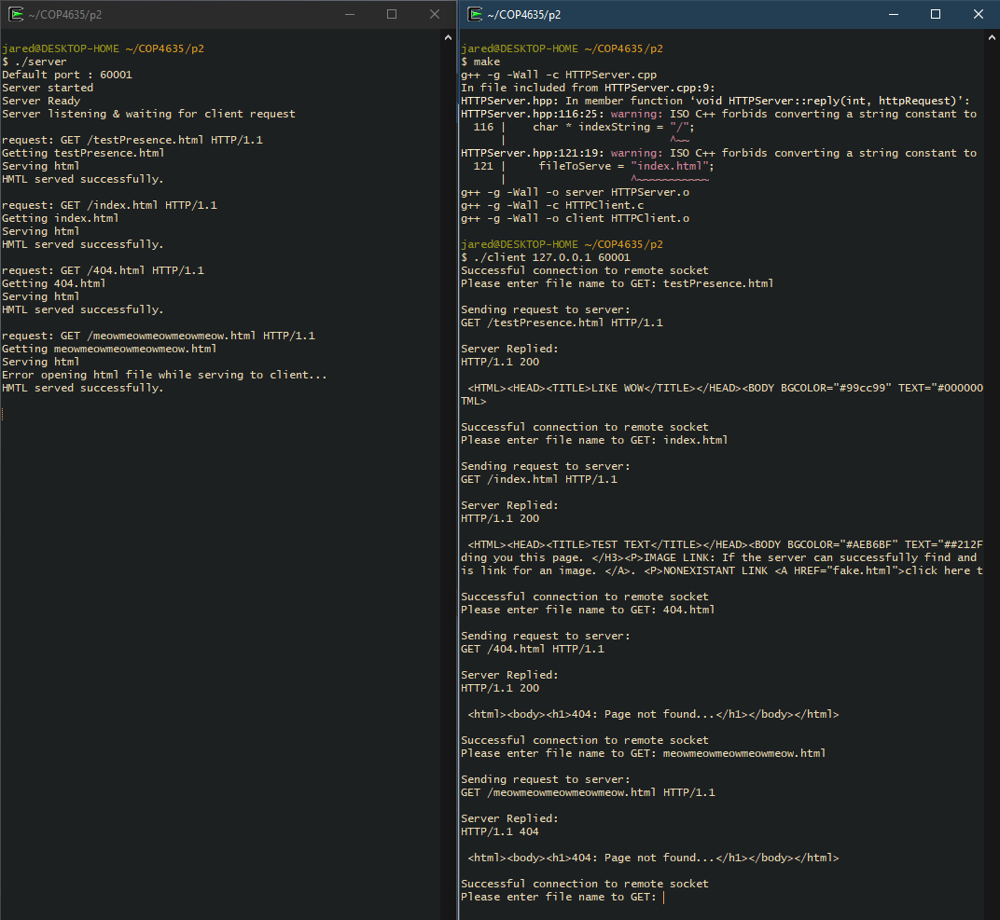 ~/COP4635/p2
jared@DESKTOP-HOME ~/COP4635/p2
$ ./server
Default port : 60001
Server started
Server Ready
Server listening & waiting for client request
request: GET /testPresence.html HTTP/1.1
Getting testPresence.html
Serving html
HMTL served successfully.
request: GET /index.html HTTP/1.1
Getting index.html
Serving html
HMTL served successfully.
request: GET /404.html HTTP/1.1
Getting 404.html
Serving html
HMTL served successfully.
request: GET /meowmeowmeowmeowmeow.html HTTP/1.1
Getting meowmeowmeowmeowmeow.html
Serving html
Error opening html file while serving to client...
HMTL served successfully.
~/COP4635/p2
jared@DESKTOP-HOME ~/COP4635/p2
$ make
g++ -g -Wall -c HTTPServer.cpp
In file included from HTTPServer.cpp:9:
HTTPServer.hpp: In member function ‘void HTTPServer::reply(int, httpRequest)’:
HTTPServer.hpp:116:25: warning: ISO C++ forbids converting a string constant to
116 |    char * indexString = "/";
|                         ^~~
HTTPServer.hpp:121:19: warning: ISO C++ forbids converting a string constant to
121 |     fileToServe = "index.html";
|                   ^~~~~~~~~~~~
g++ -g -Wall -o server HTTPServer.o
g++ -g -Wall -c HTTPClient.c
g++ -g -Wall -o client HTTPClient.o
jared@DESKTOP-HOME ~/COP4635/p2
$ ./client 127.0.0.1 60001
Successful connection to remote socket
Please enter file name to GET: testPresence.html
Sending request to server:
GET /testPresence.html HTTP/1.1
Server Replied:
HTTP/1.1 200
<HTML><HEAD><TITLE>LIKE WOW</TITLE></HEAD><BODY BGCOLOR="#99cc99" TEXT="#000000
TML>
Successful connection to remote socket
Please enter file name to GET: index.html
Sending request to server:
GET /index.html HTTP/1.1
Server Replied:
HTTP/1.1 200
<HTML><HEAD><TITLE>TEST TEXT</TITLE></HEAD><BODY BGCOLOR="#AEB6BF" TEXT="##212F
ding you this page. </H3><P>IMAGE LINK: If the server can successfully find and
is link for an image. </A>. <P>NONEXISTANT LINK <A HREF="fake.html">click here t
Successful connection to remote socket
Please enter file name to GET: 404.html
Sending request to server:
GET /404.html HTTP/1.1
Server Replied:
HTTP/1.1 200
<html><body><h1>404: Page not found...</h1></body></html>
Successful connection to remote socket
Please enter file name to GET: meowmeowmeowmeowmeow.html
Sending request to server:
GET /meowmeowmeowmeowmeow.html HTTP/1.1
Server Replied:
HTTP/1.1 404
<html><body><h1>404: Page not found...</h1></body></html>
Successful connection to remote socket
Please enter file name to GET: